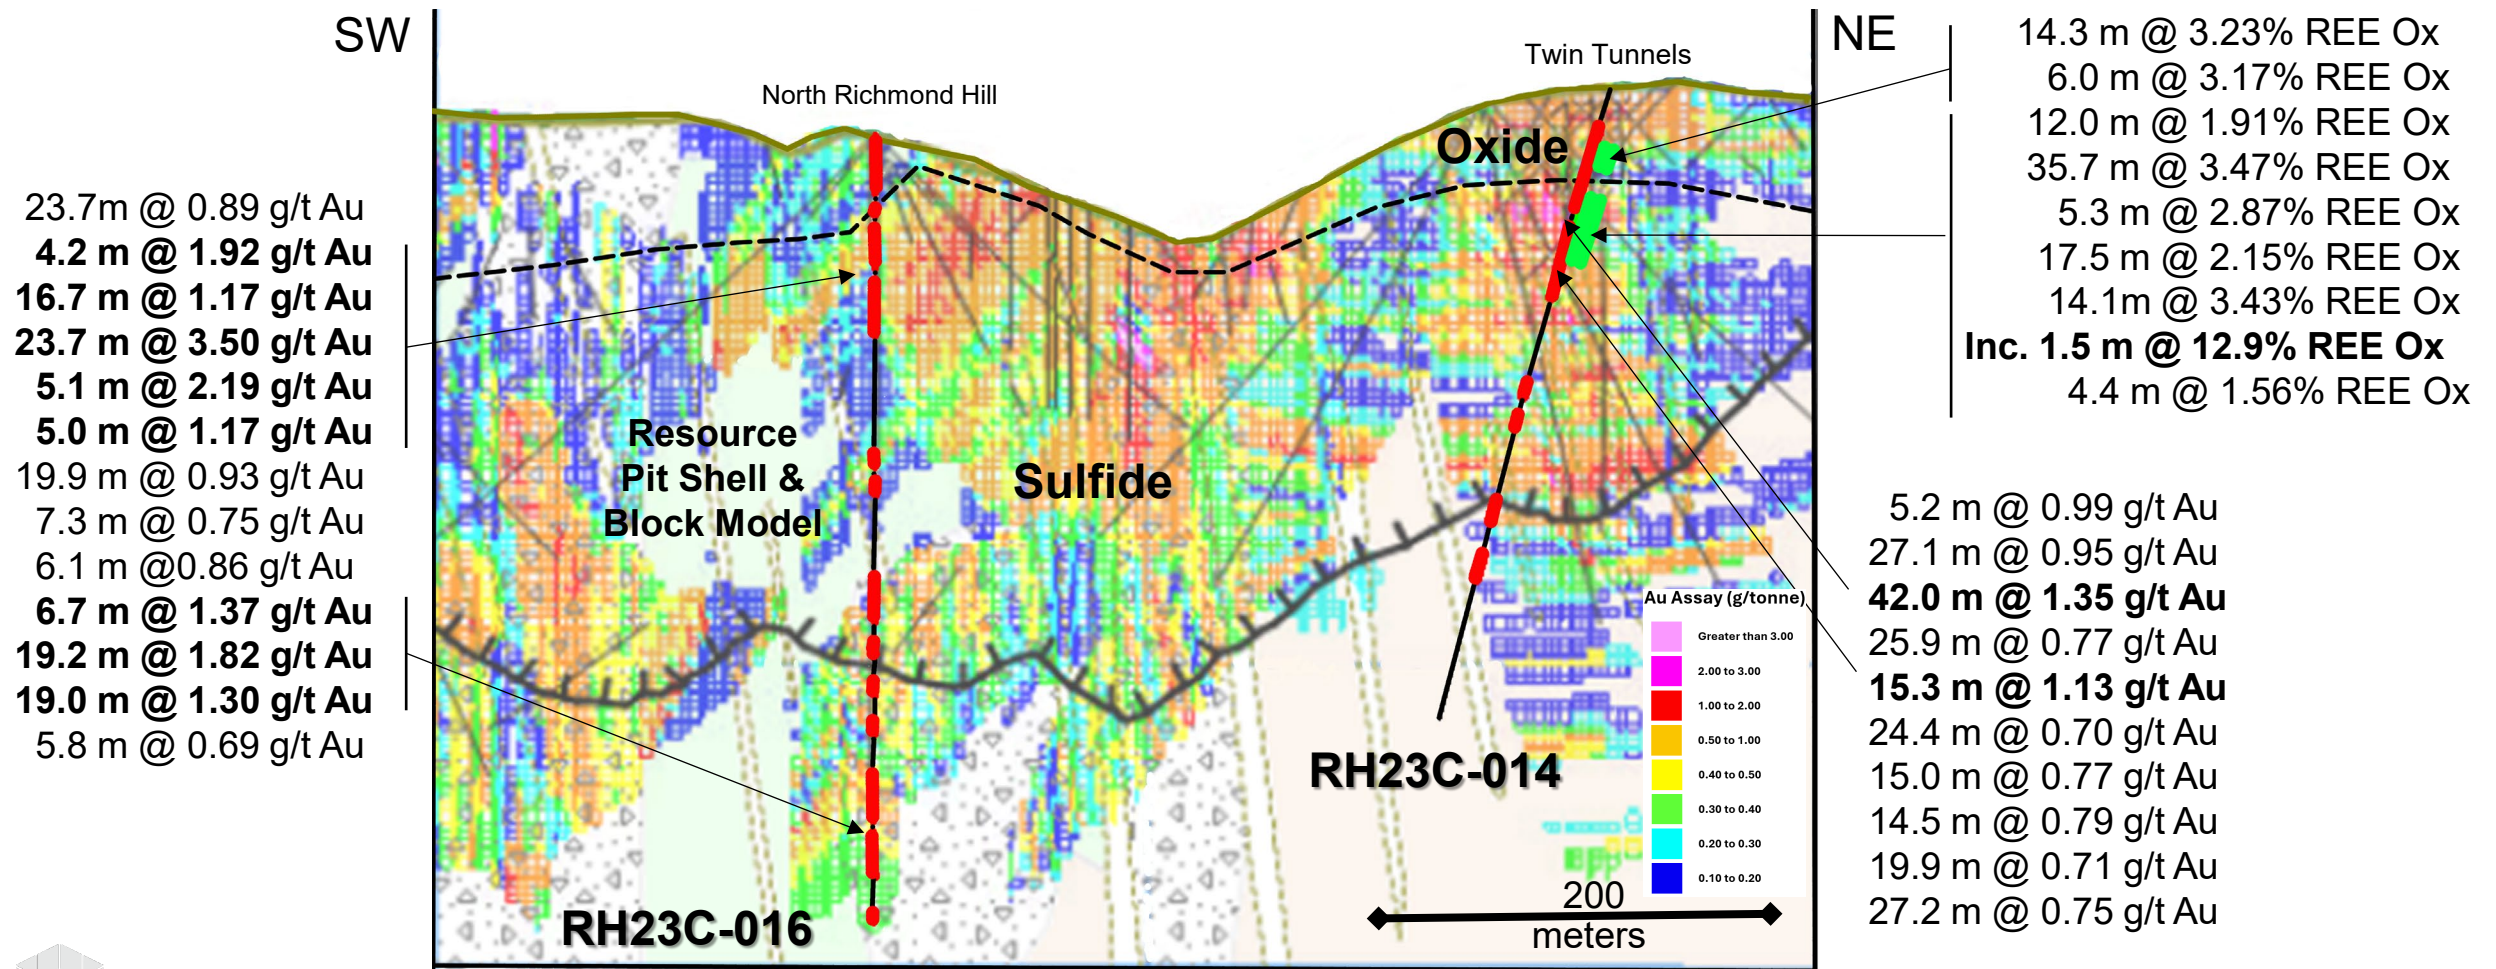 SW
NE
North Richmond Hill
Twin Tunnels
23.7m @ 0.89 g/t Au
4.2 m @ 1.92 g/t Au
16.7 m @ 1.17 g/t Au
23.7 m @ 3.50 g/t Au
5.1 m @ 2.19 g/t Au
5.0 m @ 1.17 g/t Au
19.9 m @ 0.93 g/t Au
7.3 m @ 0.75 g/t Au
6.1 m @0.86 g/t Au
6.7 m @ 1.37 g/t Au
19.2 m @ 1.82 g/t Au
19.0 m @ 1.30 g/t Au
5.8 m @ 0.69 g/t Au
Oxide
Resource
Pit Shell &
Block Model
Sulfide
RH23C-016
RH23C-014
Au Assay (g/tonne)
Greater than 3.00
2.00 to 3.00
1.00 to 2.00
0.50 to 1.00
0.40 to 0.50
0.30 to 0.40
0.20 to 0.30
0.10 to 0.20
200
meters
14.3 m @ 3.23% REE Ox
6.0 m @ 3.17% REE Ox
12.0 m @ 1.91% REE Ox
35.7 m @ 3.47% REE Ox
5.3 m @ 2.87% REE Ox
17.5 m @ 2.15% REE Ox
14.1m @ 3.43% REE Ox
Inc. 1.5 m @ 12.9% REE Ox
4.4 m @ 1.56% REE Ox
5.2 m @ 0.99 g/t Au
27.1 m @ 0.95 g/t Au
42.0 m @ 1.35 g/t Au
25.9 m @ 0.77 g/t Au
15.3 m @ 1.13 g/t Au
24.4 m @ 0.70 g/t Au
15.0 m @ 0.77 g/t Au
14.5 m @ 0.79 g/t Au
19.9 m @ 0.71 g/t Au
27.2 m @ 0.75 g/t Au